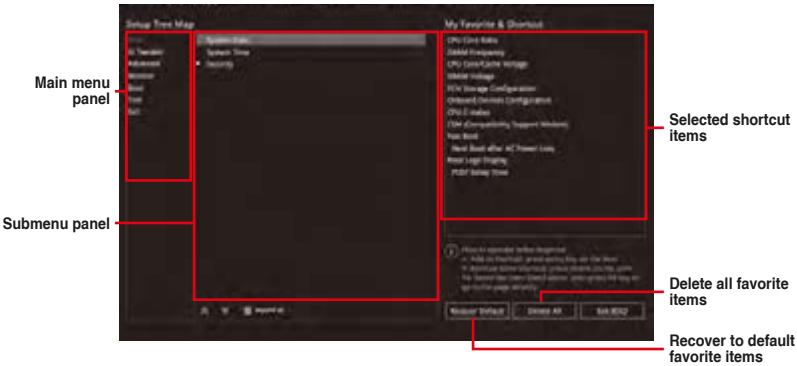 Setup Tree Map
My Favorite & Shortcut
Main
Ai Tweaker
Advanced
Monitor
Boot
Tool
Exit
System Date
System Time
Security
CPU Core Ratio
DRAM Frequency
CPU Core/Cache Voltage
DRAM Voltage
PCH Storage Configuration
Onboard Devices Configuration
CPU C-states
CSM (Compatibility Support Module)
Fast Boot
Next Boot after AC Power Loss
Boot Logo Display
POST Delay Time
Expand all
Recover Default
Delete All
Main menu
panel
Submenu panel
Selected shortcut
items
Delete all favorite
items
Recover to default
favorite items